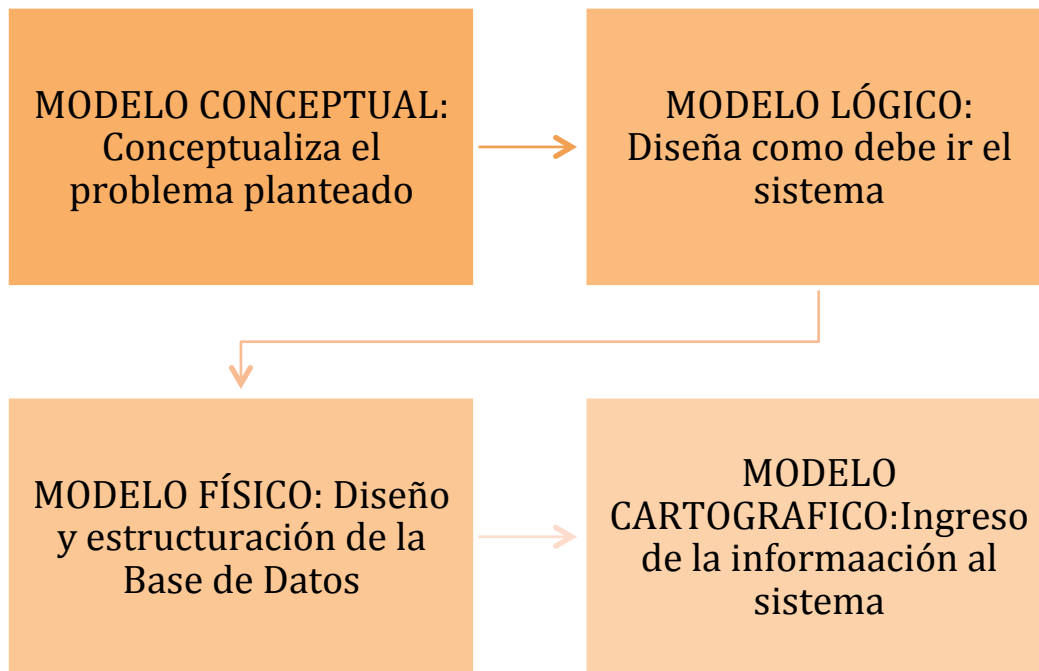 MODELO CONCEPTUAL:
Conceptualiza el
problema planteado
MODELO LÓGICO:
Diseña como debe ir el
sistema
MODELO FÍSICO: Diseño
y estructuración de la
Base de Datos
MODELO
CARTOGRAFICO:Ingreso
de la informaación al
sistema